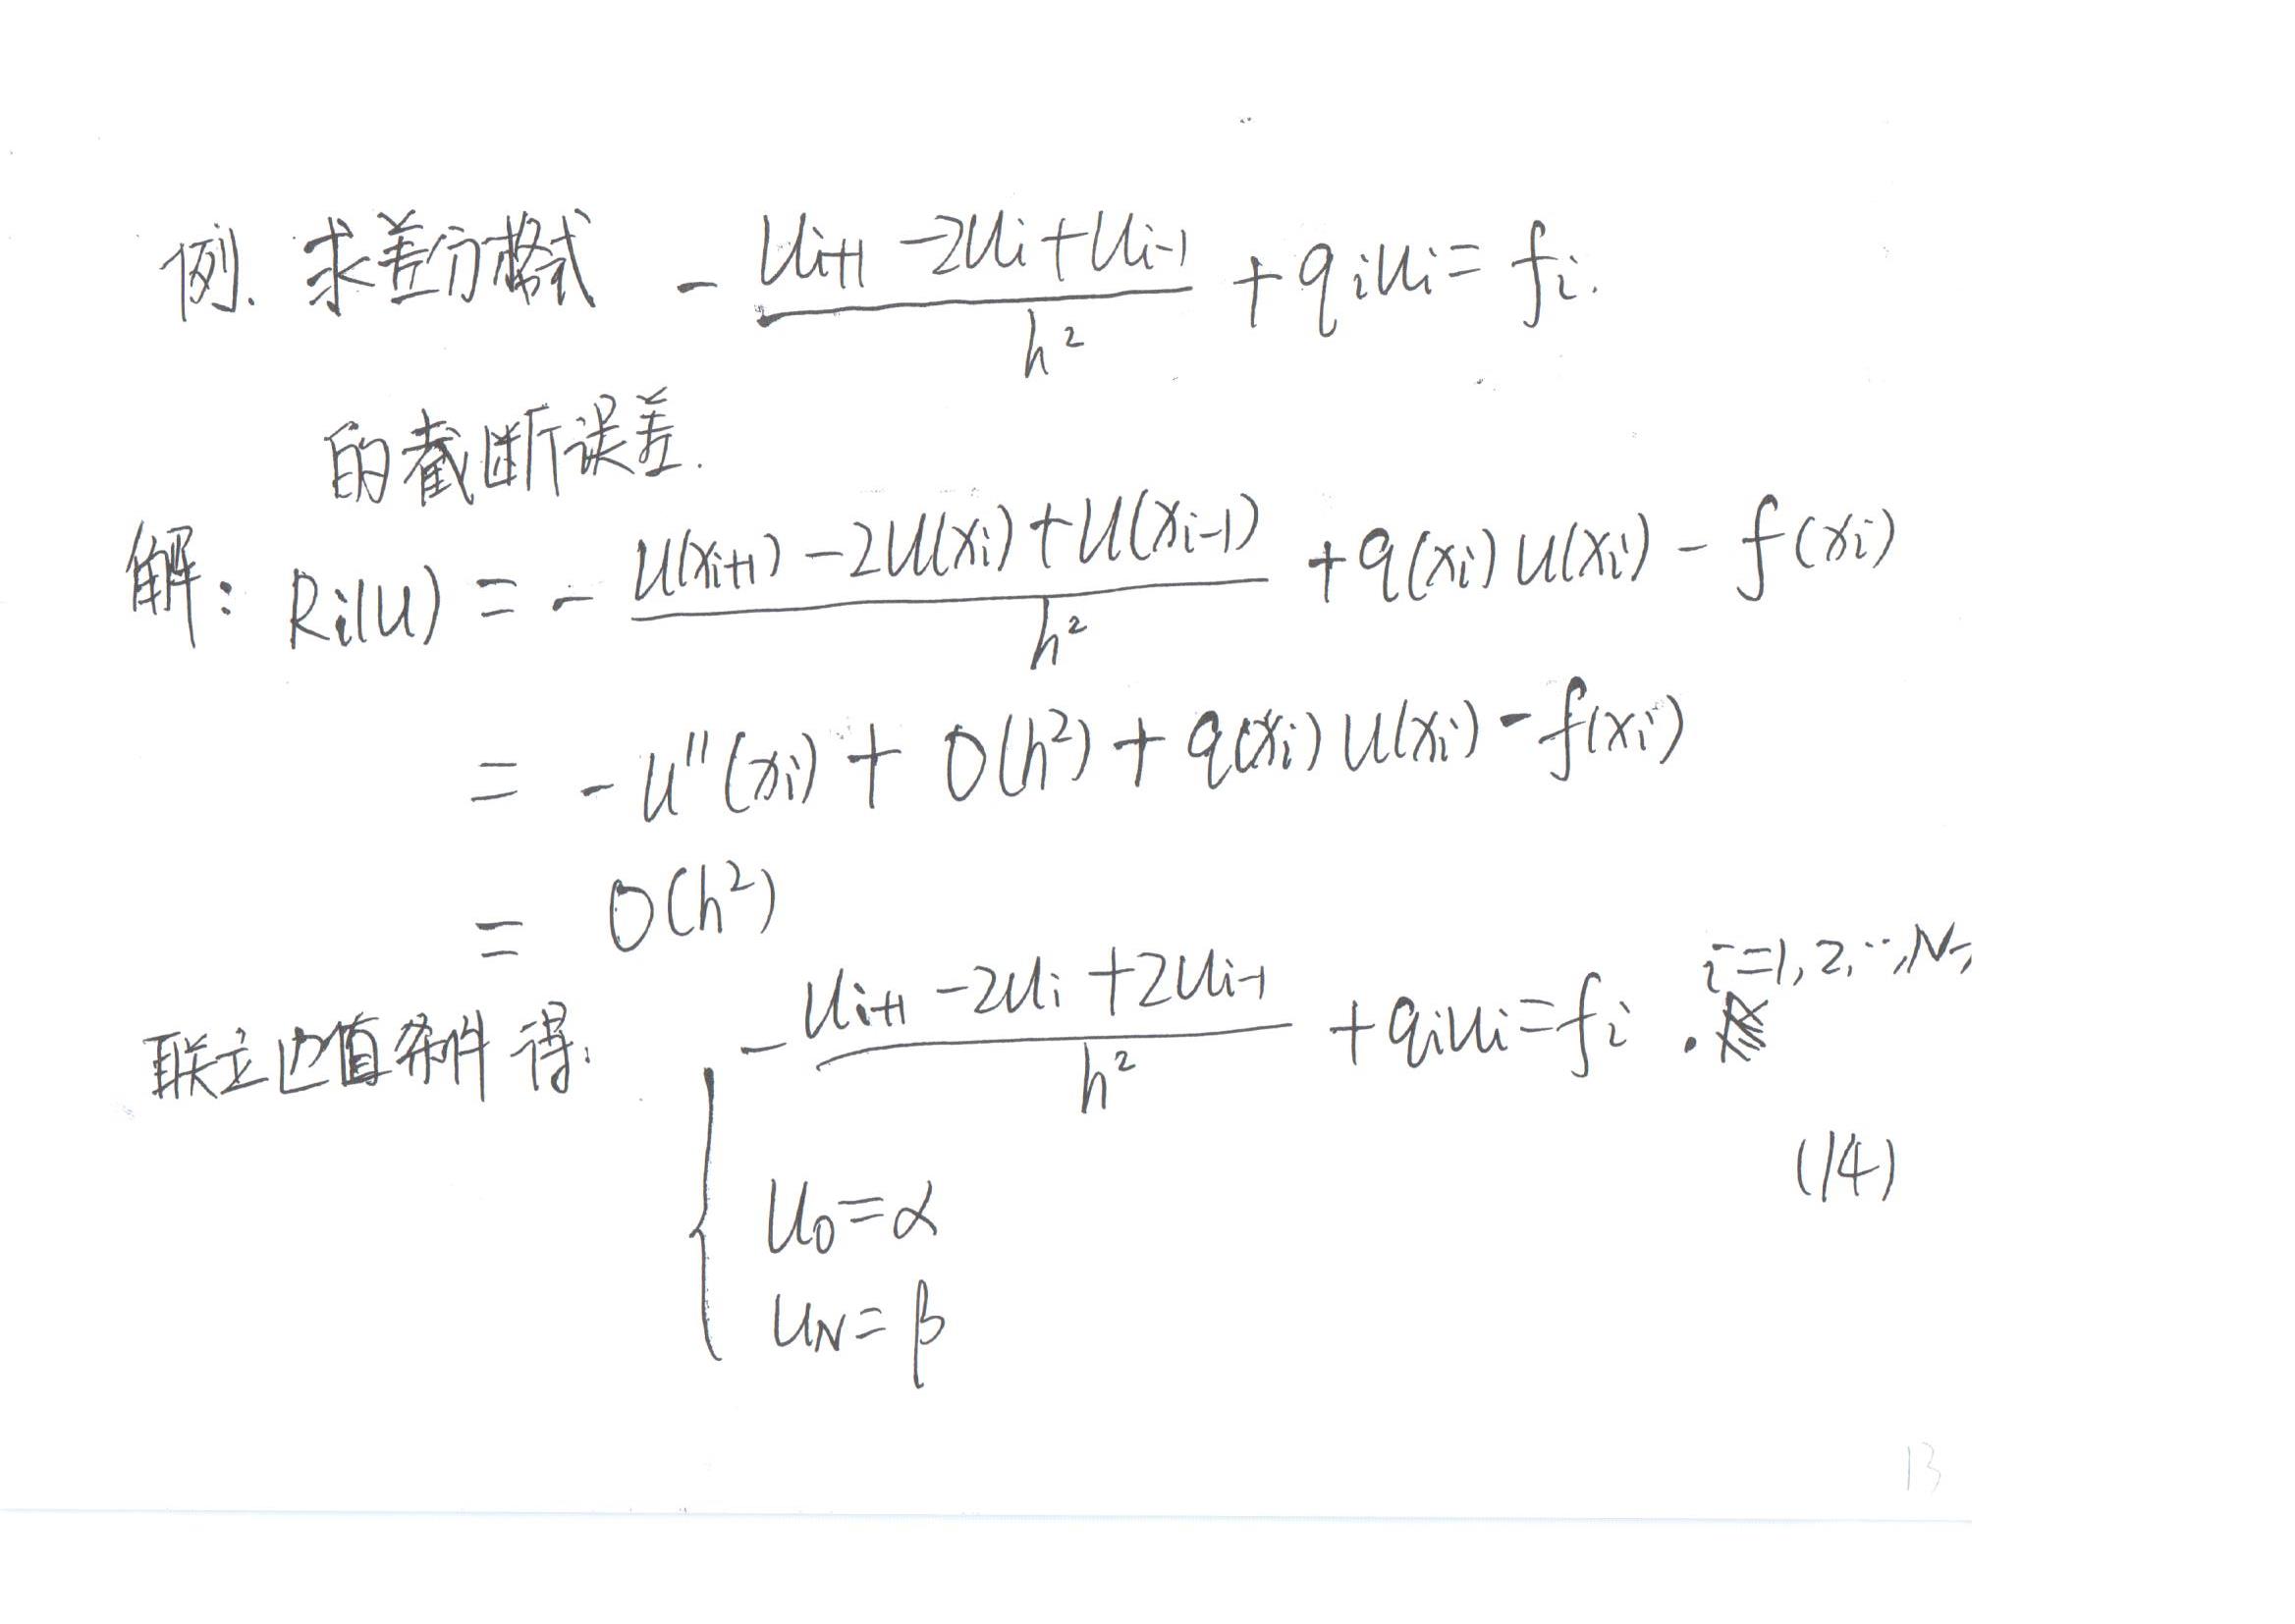 例. 求差分格式 $-\frac{u_{i+1}-2u_i+u_{i-1}}{h^2}+q_iu_i=f_i.$
的截断误差.
解: $R_i(u)=-\frac{u(x_{i+1})-2u(x_i)+u(x_{i-1})}{h^2}+q(x_i)u(x_i)-f(x_i)$
$=-u''(x_i)+O(h^2)+q(x_i)u(x_i)-f(x_i)$
$=O(h^2)$
联立边值条件得: $\begin{cases}-\frac{u_{i+1}-2u_i+2u_{i-1}}{h^2}+q_iu_i=f_i. & i=1,2,\cdots,N-1\\u_0=\alpha\\u_N=\beta\end{cases}$ (14)
13